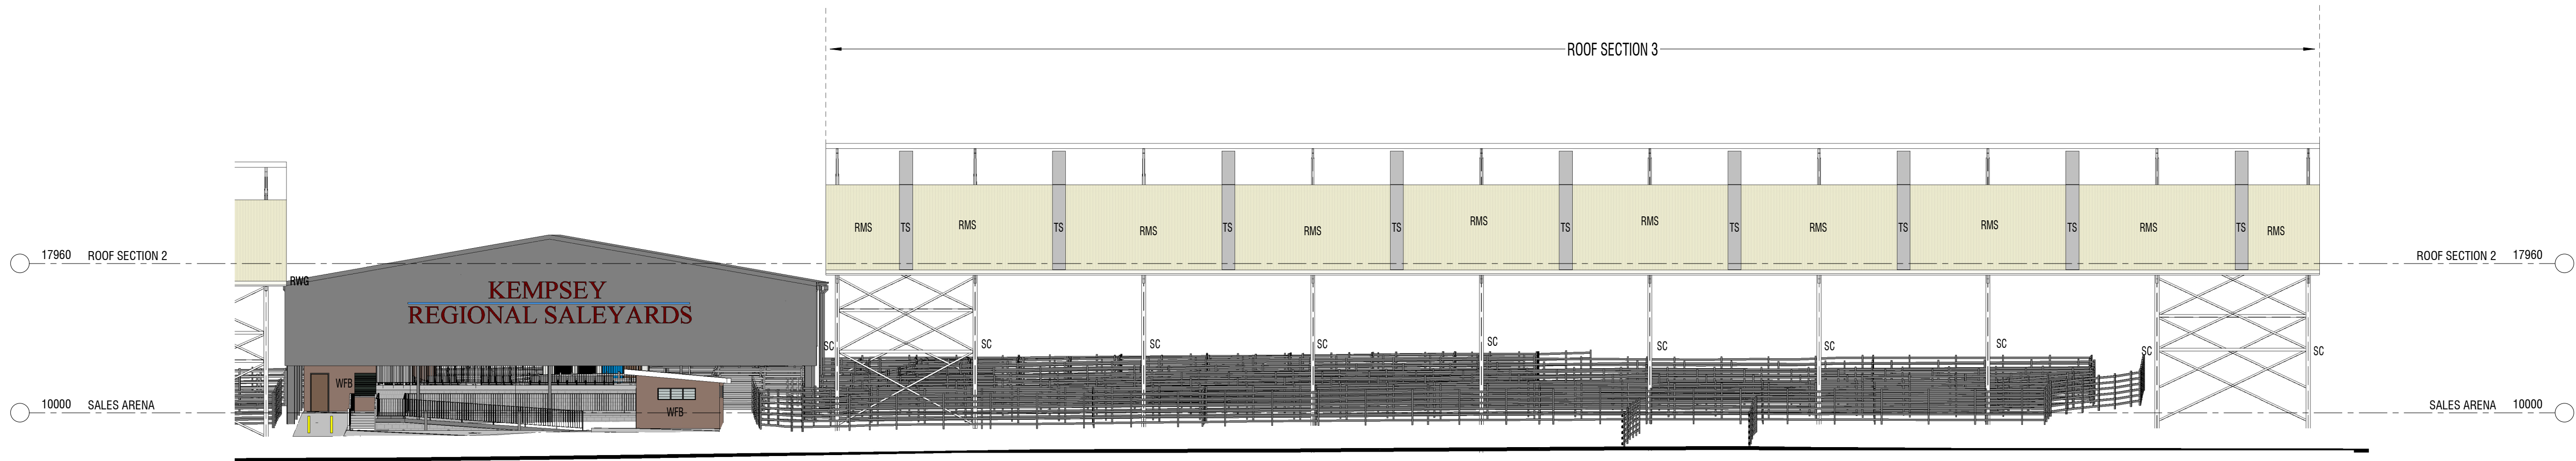 ROOF SECTION 3
RMS TS RMS TS RMS TS RMS TS RMS TS RMS TS RMS TS RMS TS RMS TS RMS
17960 ROOF SECTION 2
ROOF SECTION 2 17960
RWG
KEMPSEY
REGIONAL SALEYARDS
SC SC SC SC SC SC SC SC SC SC
WFB
WFB
10000 SALES ARENA
SALES ARENA 10000